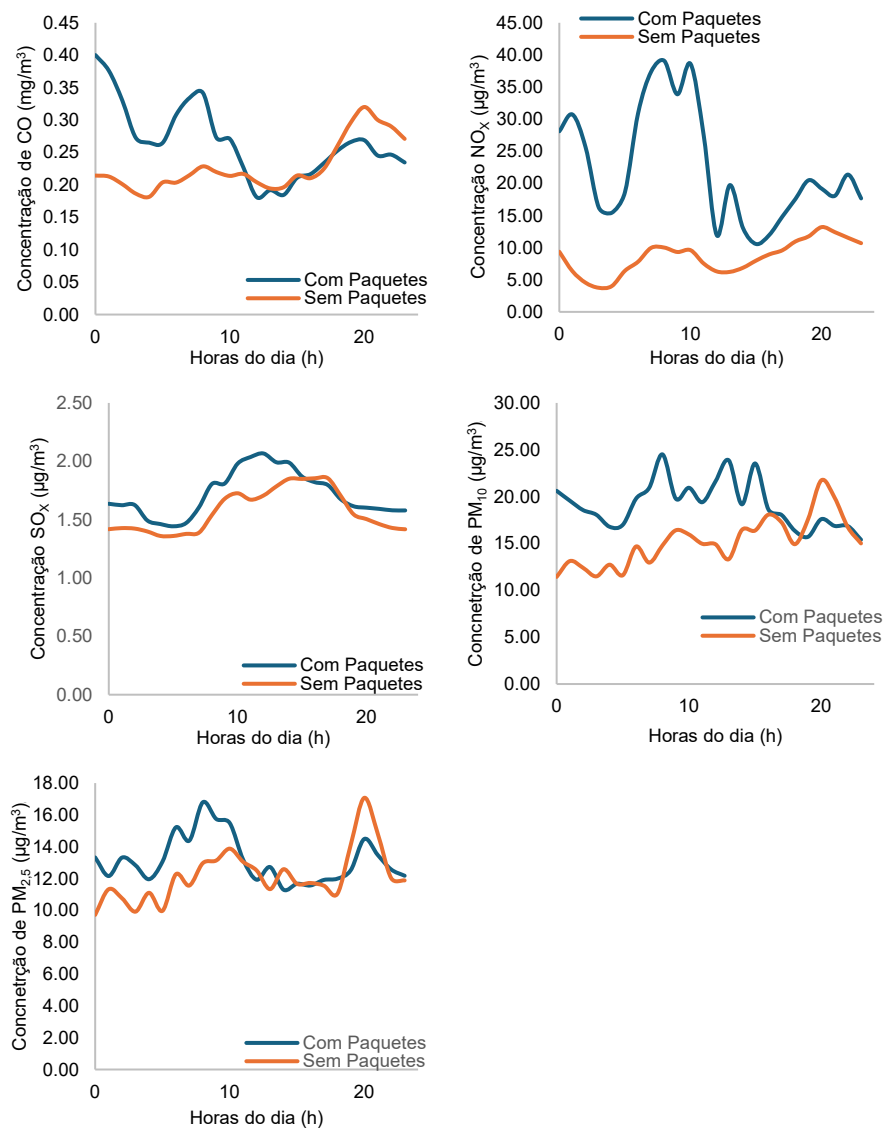 Concentração de CO (mg/m³)
0.45
0.40
0.35
0.30
0.25
0.20
0.15
0.10
0.05
0.00
Com Paquetes
Sem Paquetes
0 10 20
Horas do dia (h)
Concentração NOX (µg/m³)
45.00
40.00
35.00
30.00
25.00
20.00
15.00
10.00
5.00
0.00
Com Paquetes
Sem Paquetes
0 10 20
Horas do dia (h)
Concentração SOX (µg/m³)
2.50
2.00
1.50
1.00
0.50
0.00
Com Paquetes
Sem Paquetes
0 10 20
Horas do dia (h)
Concnetrção de PM10 (µg/m³)
30.00
25.00
20.00
15.00
10.00
5.00
0.00
Com Paquetes
Sem Paquetes
0 10 20
Horas do dia (h)
Concnetrção de PM2.5 (µg/m³)
18.00
16.00
14.00
12.00
10.00
8.00
6.00
4.00
2.00
0.00
Com Paquetes
Sem Paquetes
0 10 20
Horas do dia (h)